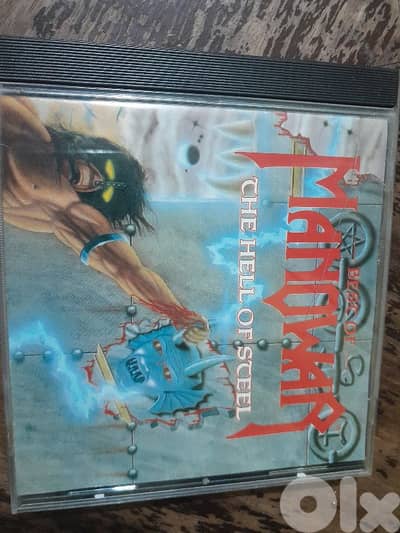 BEST OF
MANOWAR
THE HELL OF STEEL
OLX